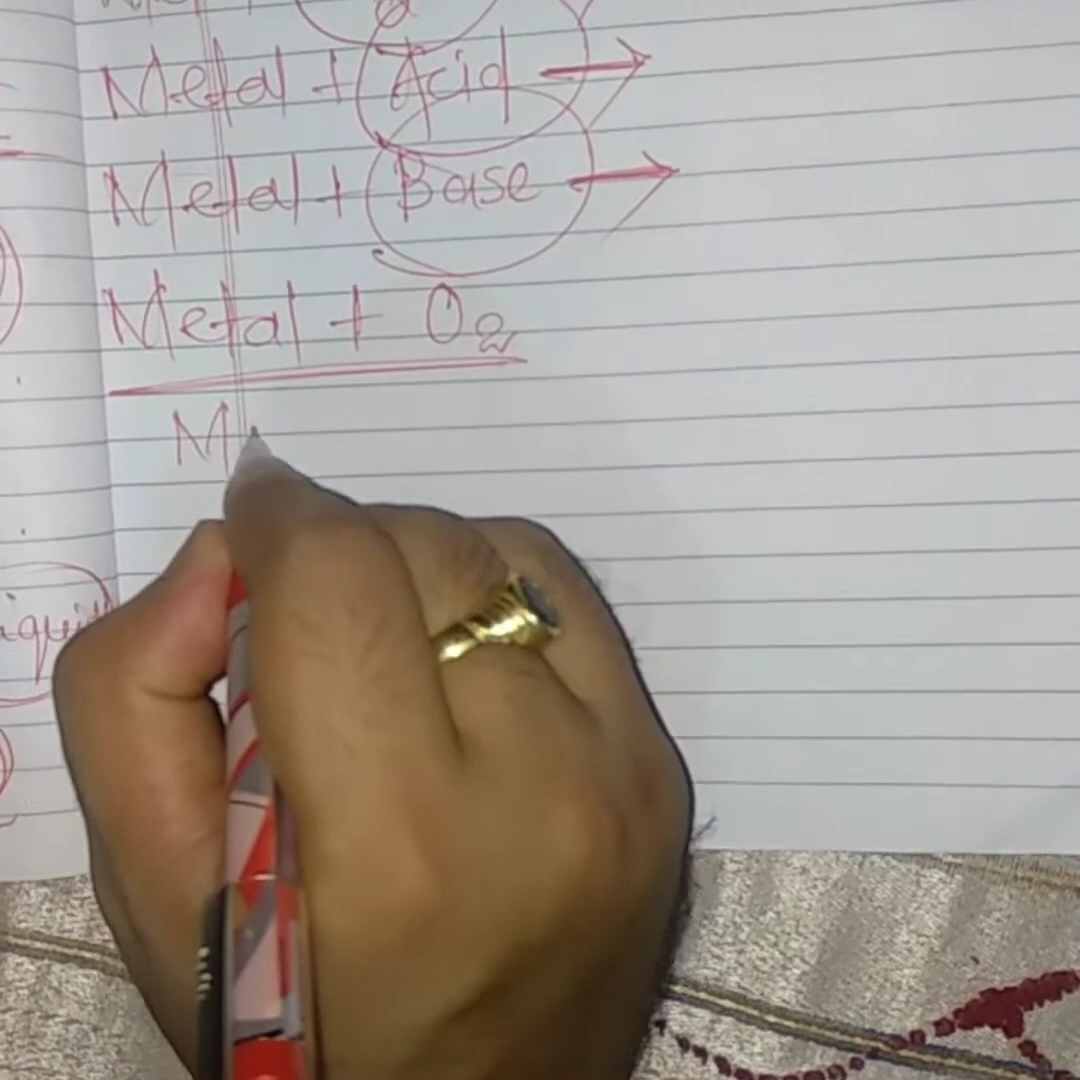 Metal + Acid →
Metal + Base →
Metal + O2
M